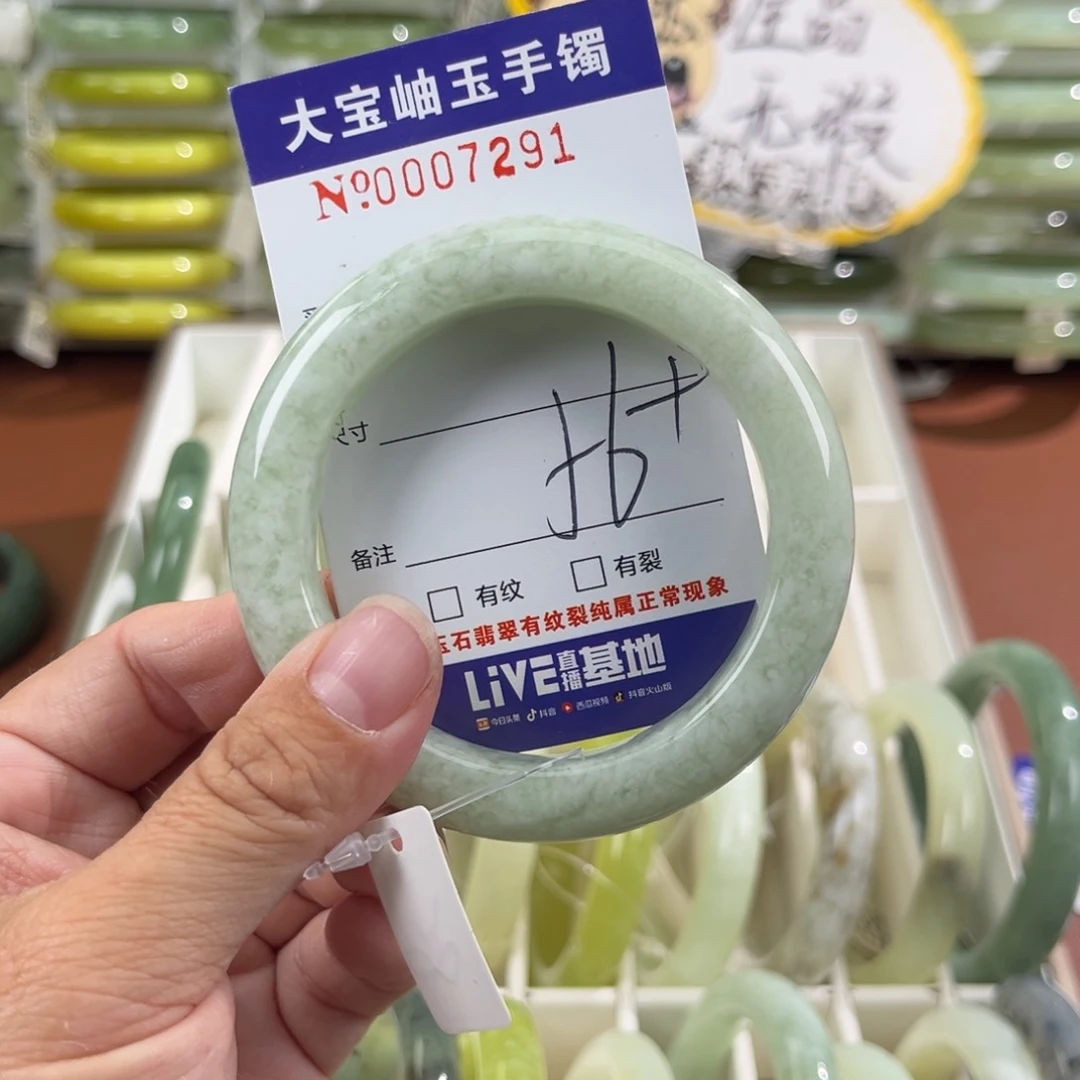 大宝岫玉手镯
№0007291
寸
56+
备注
□ 有纹 □ 有裂
玉石翡翠有纹裂纯属正常现象
LiVE直播基地
今日头条 抖音 西瓜视频 抖音火山版